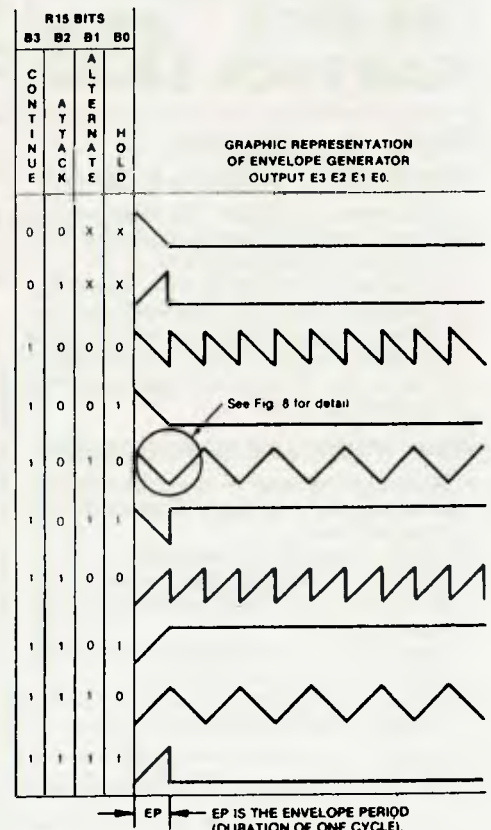 R15 BITS
B3 B2 B1 B0
CONTINUE
ATTACK
ALTERNATE
HOLD
GRAPHIC REPRESENTATION
OF ENVELOPE GENERATOR
OUTPUT E3 E2 E1 E0.
0 0 X X
0 1 X X
1 0 0 0
1 0 0 1
See Fig. 8 for detail
1 0 1 0
1 0 1 1
1 1 0 0
1 1 0 1
1 1 1 0
1 1 1 1
EP
EP IS THE ENVELOPE PERIOD
(DURATION OF ONE CYCLE)